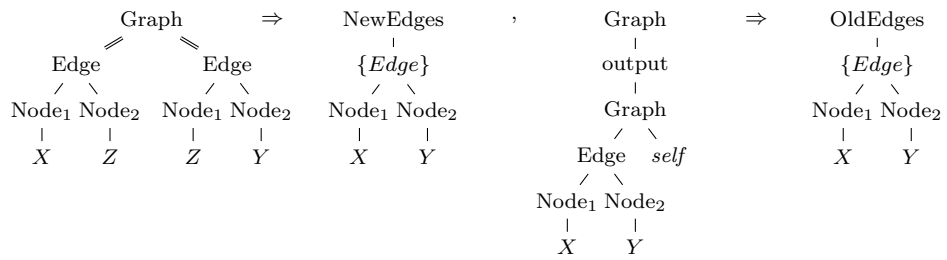 Graph ⇒ NewEdges , Graph ⇒ OldEdges
Edge Edge {Edge} output {Edge}
Node₁ Node₂ Node₁ Node₂ Node₁ Node₂ Graph Node₁ Node₂
X Z Z Y X Y Edge self X Y
Node₁ Node₂
X Y